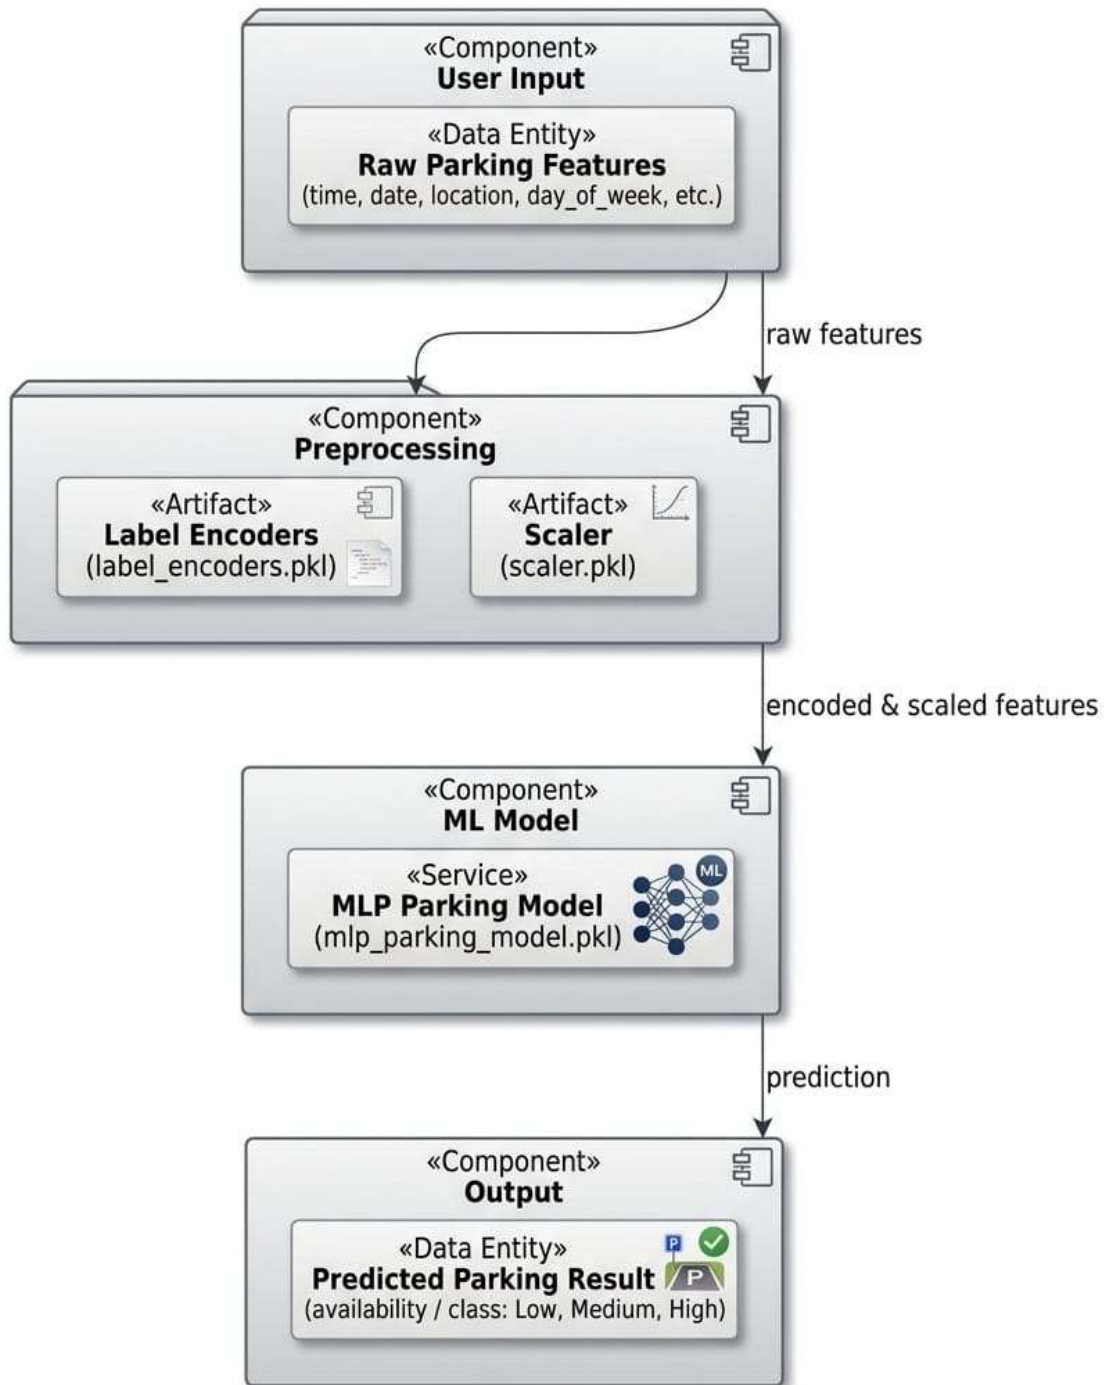 «Component»
User Input
«Data Entity»
Raw Parking Features
(time, date, location, day_of_week, etc.)
raw features
«Component»
Preprocessing
«Artifact»
Label Encoders
(label_encoders.pkl)
«Artifact»
Scaler
(scaler.pkl)
encoded & scaled features
«Component»
ML Model
«Service»
MLP Parking Model
(mlp_parking_model.pkl)
ML
prediction
«Component»
Output
«Data Entity»
Predicted Parking Result
(availability / class: Low, Medium, High)
P
P